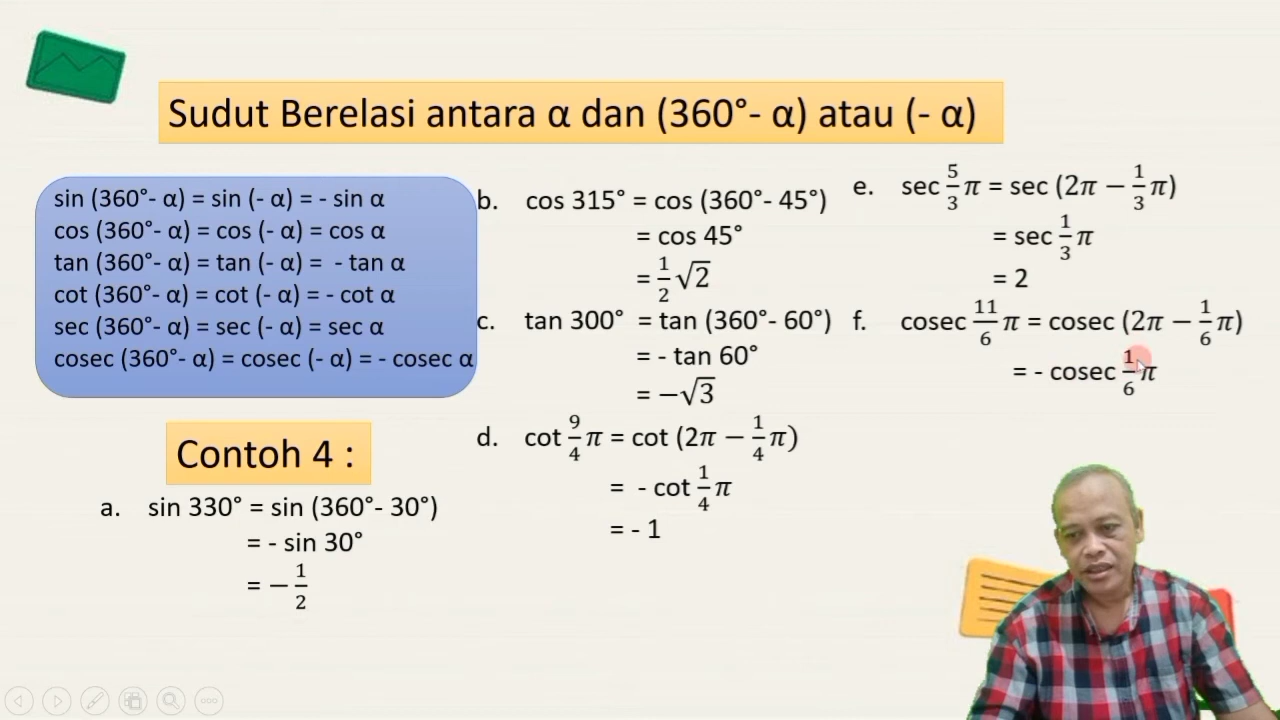 Sudut Berelasi antara α dan (360°- α) atau (- α)
sin (360°- α) = sin (- α) = - sin α
cos (360°- α) = cos (- α) = cos α
tan (360°- α) = tan (- α) = - tan α
cot (360°- α) = cot (- α) = - cot α
sec (360°- α) = sec (- α) = sec α
cosec (360°- α) = cosec (- α) = - cosec α
Contoh 4 :
a. sin 330° = sin (360°- 30°)
= - sin 30°
= −1/2
b. cos 315° = cos (360°- 45°)
= cos 45°
= 1/2 √2
c. tan 300° = tan (360°- 60°)
= - tan 60°
= −√3
d. cot 9/4 π = cot (2π − 1/4 π)
= - cot 1/4 π
= - 1
e. sec 5/3 π = sec (2π − 1/3 π)
= sec 1/3 π
= 2
f. cosec 11/6 π = cosec (2π − 1/6 π)
= - cosec 1/6 π